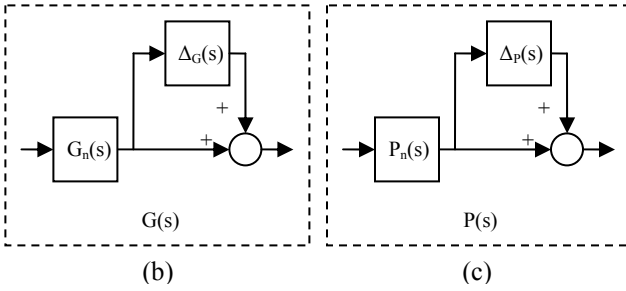 Δ_G(s) Δ_P(s)
+ +
G_n(s) + P_n(s) +
G(s) P(s)
(b) (c)